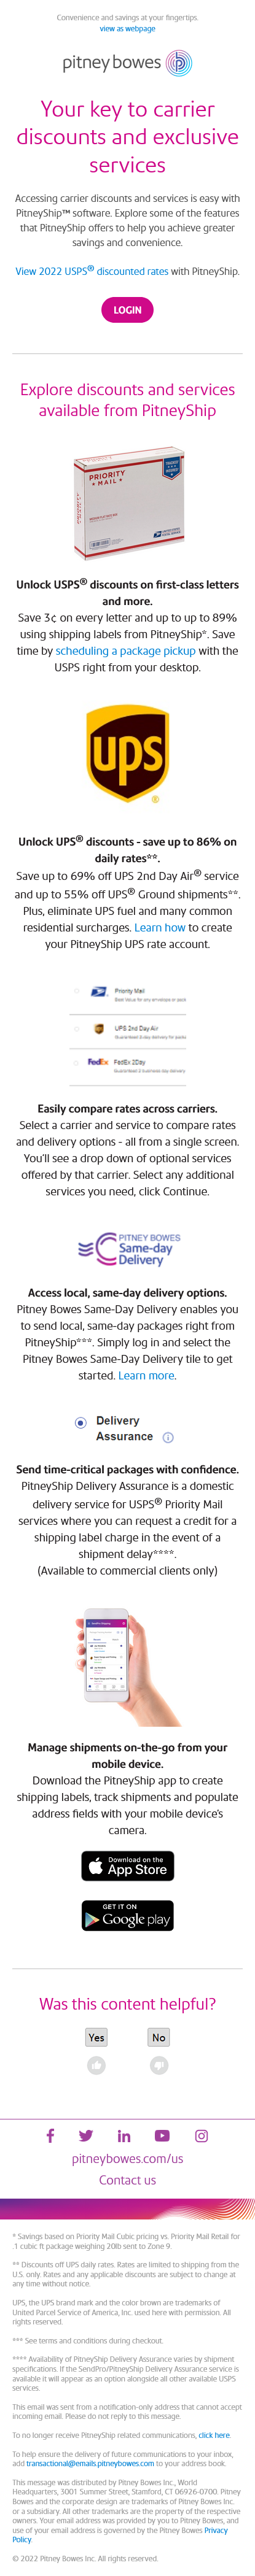 Convenience and savings at your fingertips.
view as webpage
pitney bowes
Your key to carrier
discounts and exclusive
services
Accessing carrier discounts and services is easy with
PitneyShip™ software. Explore some of the features
that PitneyShip offers to help you achieve greater
savings and convenience.
View 2022 USPS® discounted rates with PitneyShip.
LOGIN
Explore discounts and services
available from PitneyShip
PRIORITY
MAIL
PRIORITY
MAIL
Unlock USPS® discounts on first-class letters
and more.
Save 3¢ on every letter and up to up to 89%
using shipping labels from PitneyShip*. Save
time by scheduling a package pickup with the
USPS right from your desktop.
ups
Unlock UPS® discounts - save up to 86% on
daily rates**.
Save up to 69% off UPS 2nd Day Air® service
and up to 55% off UPS® Ground shipments**.
Plus, eliminate UPS fuel and many common
residential surcharges. Learn how to create
your PitneyShip UPS rate account.
Priority Mail
Best Value for any envelopes or pack
UPS 2nd Day Air
Guaranteed 2-day delivery for packa
FedEx FedEx 2Day
Guaranteed 2 business day delivery
Easily compare rates across carriers.
Select a carrier and service to compare rates
and delivery options - all from a single screen.
You'll see a drop down of optional services
offered by that carrier. Select any additional
services you need, click Continue.
PITNEY BOWES
Same-day
Delivery
Access local, same-day delivery options.
Pitney Bowes Same-Day Delivery enables you
to send local, same-day packages right from
PitneyShip***. Simply log in and select the
Pitney Bowes Same-Day Delivery tile to get
started. Learn more.
Delivery
Assurance
Send time-critical packages with confidence.
PitneyShip Delivery Assurance is a domestic
delivery service for USPS® Priority Mail
services where you can request a credit for a
shipping label charge in the event of a
shipment delay****.
(Available to commercial clients only)
Manage shipments on-the-go from your
mobile device.
Download the PitneyShip app to create
shipping labels, track shipments and populate
address fields with your mobile device's
camera.
Download on the
App Store
GET IT ON
Google play
Was this content helpful?
Yes No
pitneybowes.com/us
Contact us
* Savings based on Priority Mail Cubic pricing vs. Priority Mail Retail for
.1 cubic ft package weighing 20lb sent to Zone 9.
** Discounts off UPS daily rates. Rates are limited to shipping from the
U.S. only. Rates and any applicable discounts are subject to change at
any time without notice.
UPS, the UPS brand mark and the color brown are trademarks of
United Parcel Service of America, Inc. used here with permission. All
rights reserved.
*** See terms and conditions during checkout.
**** Availability of PitneyShip Delivery Assurance varies by shipment
specifications. If the SendPro/PitneyShip Delivery Assurance service is
available it will appear as an option alongside other available USPS
services.
This email was sent from a notification-only address that cannot accept
incoming email. Please do not reply to this message.
To no longer receive PitneyShip related communications, click here.
To help ensure the delivery of future communications to your inbox,
add transactional@emails.pitneybowes.com to your address book.
This message was distributed by Pitney Bowes Inc., World
Headquarters, 3001 Summer Street, Stamford, CT 06926-0700. Pitney
Bowes and the corporate design are trademarks of Pitney Bowes Inc.
or a subsidiary. All other trademarks are the property of the respective
owners. Your email address was provided by you to Pitney Bowes, and
use of your email address is governed by the Pitney Bowes Privacy
Policy.
© 2022 Pitney Bowes Inc. All rights reserved.